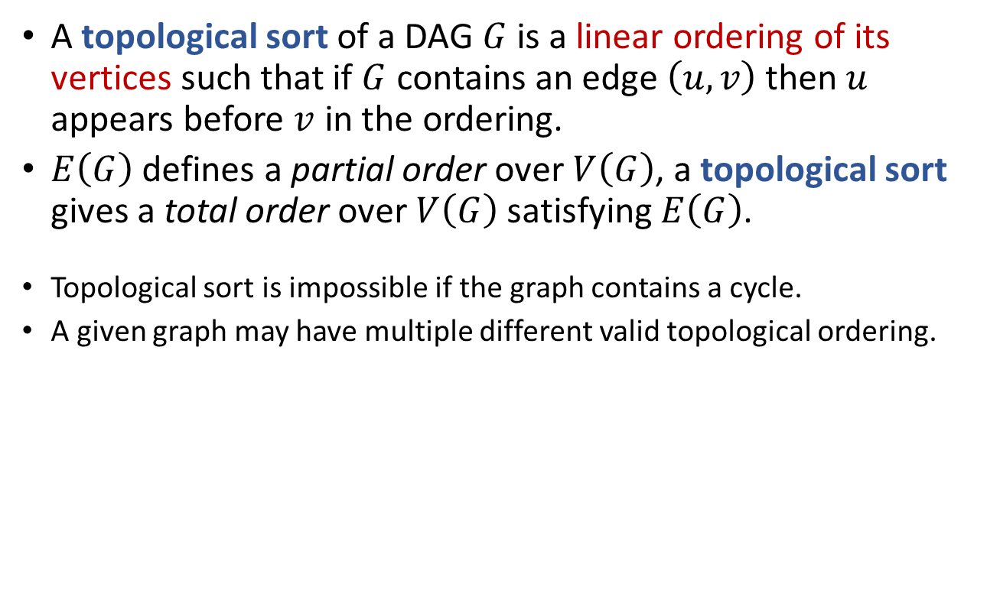 • A topological sort of a DAG G is a linear ordering of its
vertices such that if G contains an edge (u, v) then u
appears before v in the ordering.
• E(G) defines a partial order over V(G), a topological sort
gives a total order over V(G) satisfying E(G).
• Topological sort is impossible if the graph contains a cycle.
• A given graph may have multiple different valid topological ordering.